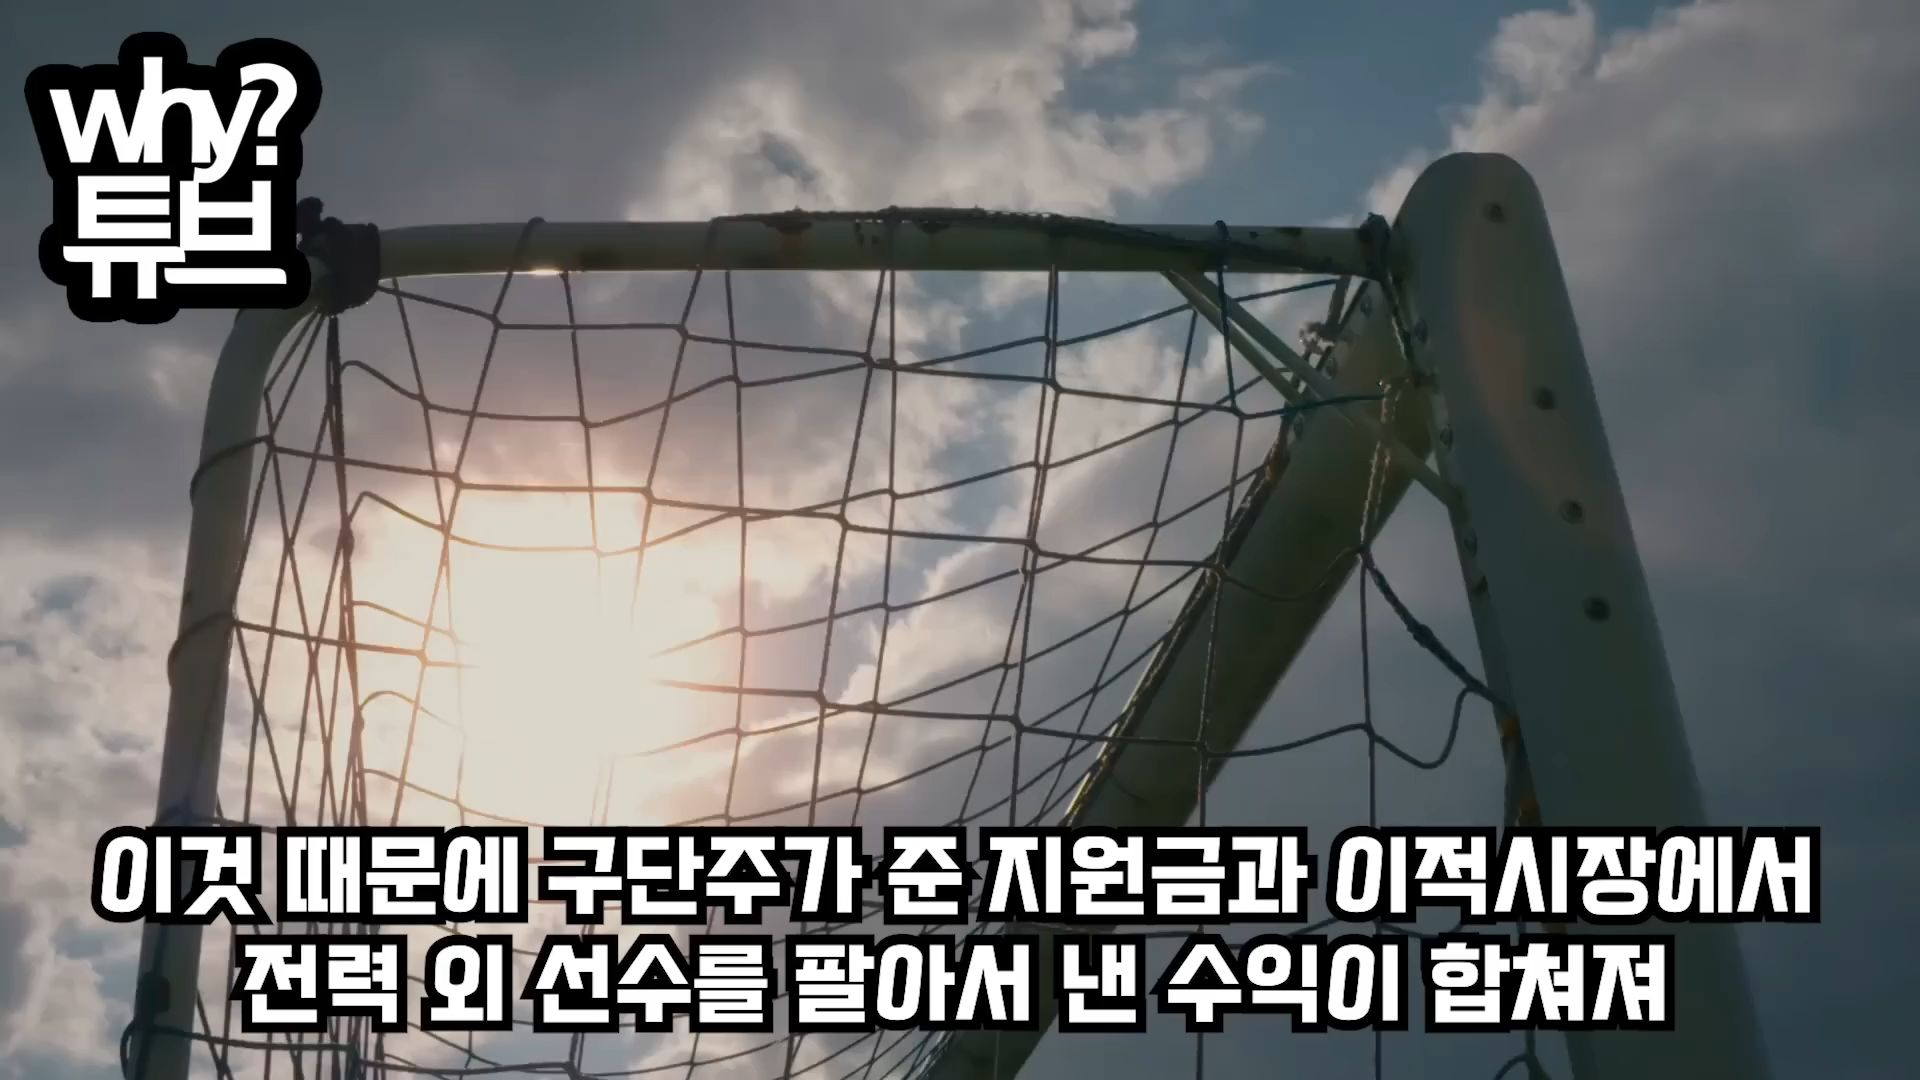 why?
튜브
이것 때문에 구단주가 준 지원금과 이적시장에서
전력 외 선수를 팔아서 낸 수익이 합쳐져